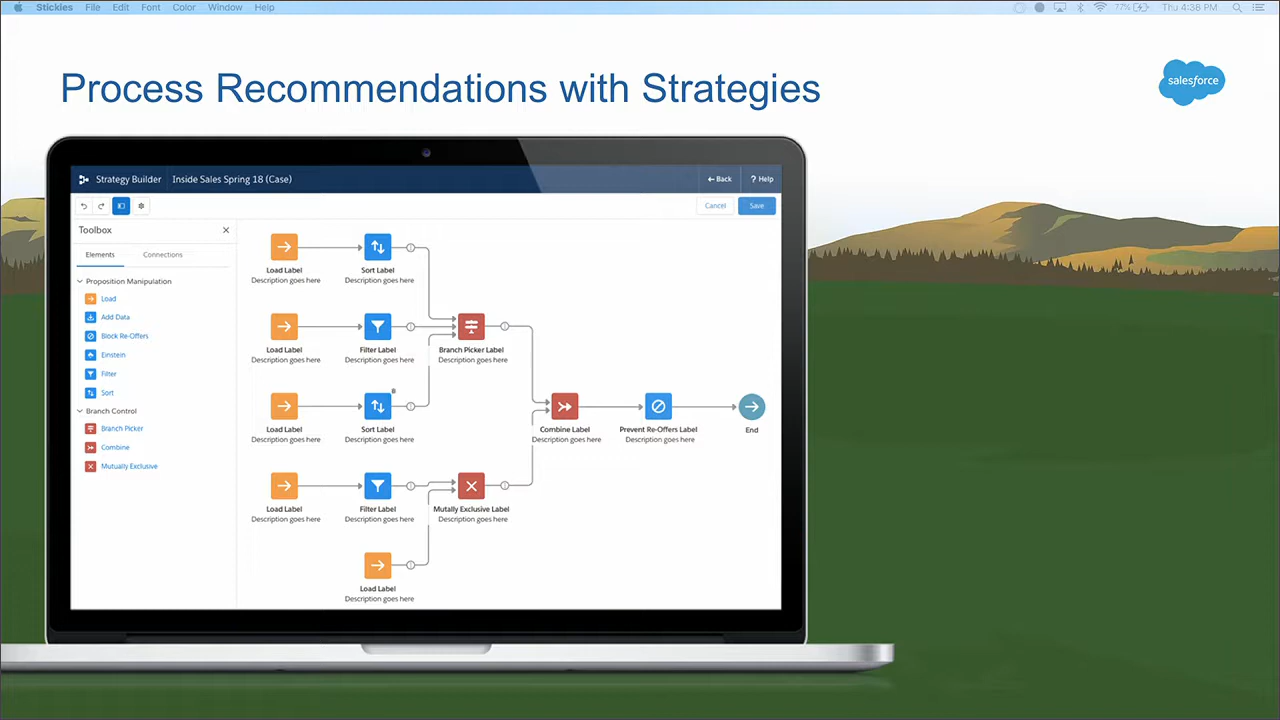 Stickies File Edit Font Color Window Help 77% Thu 4:38 PM
Process Recommendations with Strategies
salesforce
Strategy Builder Inside Sales Spring 18 (Case) Back ? Help
Cancel Save
Toolbox
Elements Connections
Proposition Manipulation
Load
Add Data
Block Re-Offers
Einstein
Filter
Sort
Branch Control
Branch Picker
Combine
Mutually Exclusive
Load Label Sort Label
Description goes here Description goes here
Load Label Filter Label Branch Picker Label
Description goes here Description goes here Description goes here
Load Label Sort Label Combine Label Prevent Re-Offers Label End
Description goes here Description goes here Description goes here Description goes here
Load Label Filter Label Mutally Exclusive Label
Description goes here Description goes here Description goes here
Load Label
Description goes here